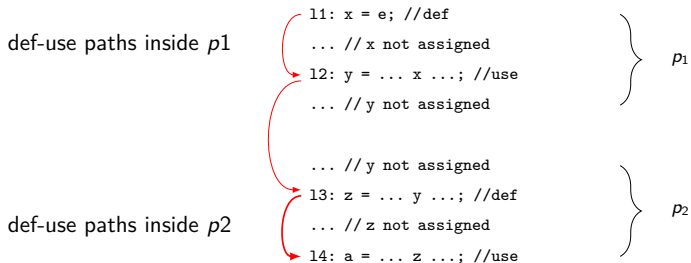 l1: x = e; //def
def-use paths inside p1
... // x not assigned
l2: y = ... x ...; //use
p1
... // y not assigned
... // y not assigned
l3: z = ... y ...; //def
p2
def-use paths inside p2
... // z not assigned
l4: a = ... z ...; //use